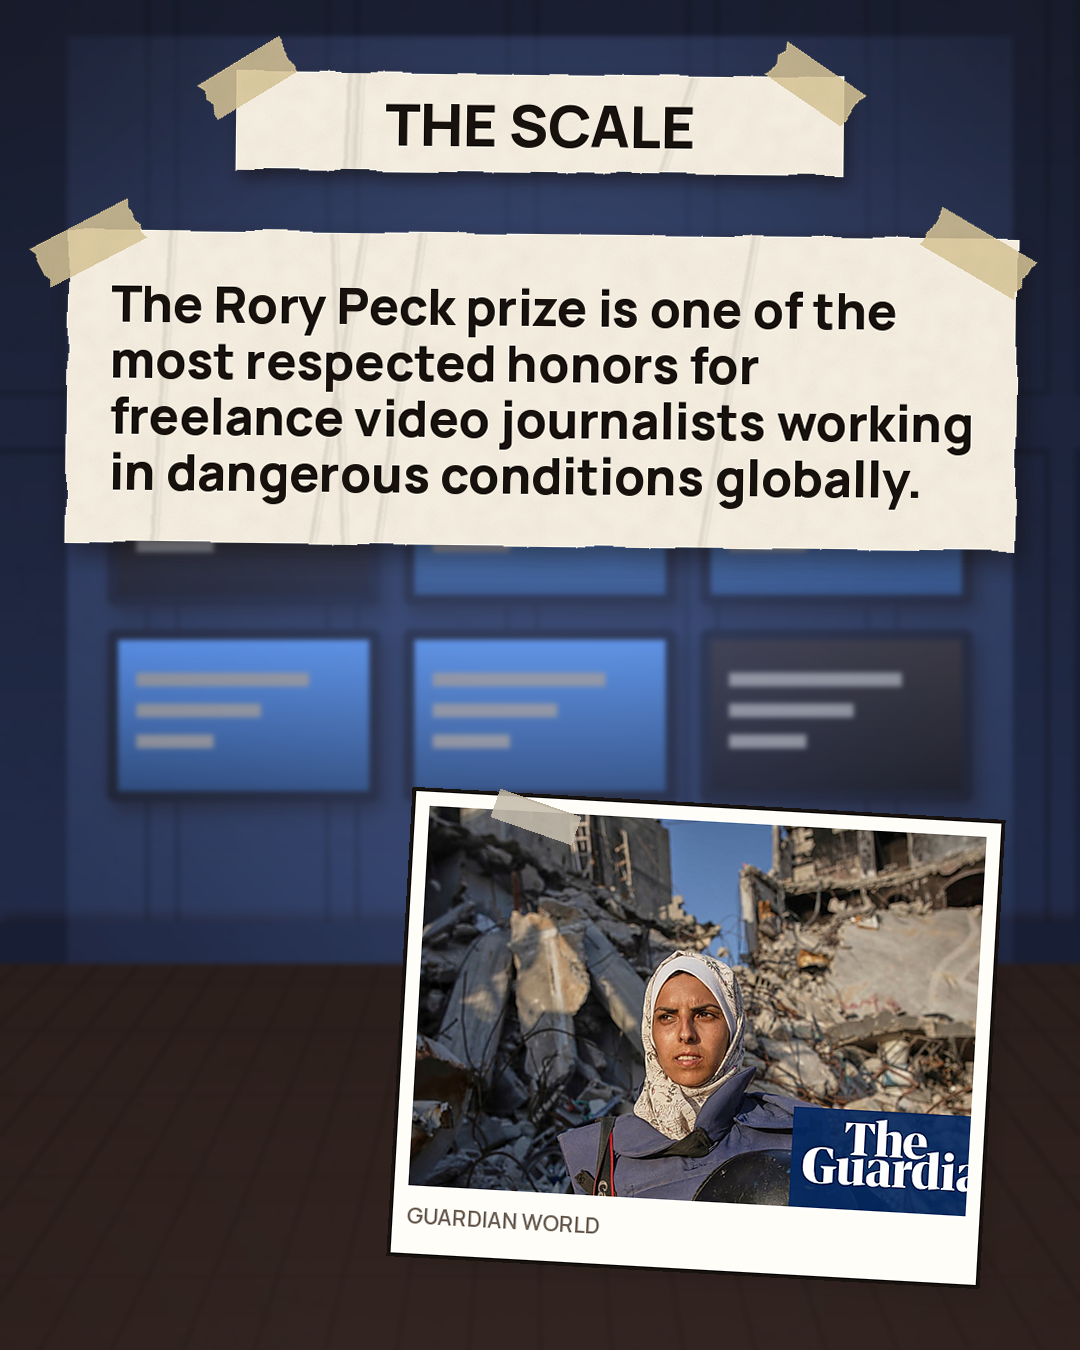 THE SCALE
The Rory Peck prize is one of the
most respected honors for
freelance video journalists working
in dangerous conditions globally.
The
Guardia
GUARDIAN WORLD